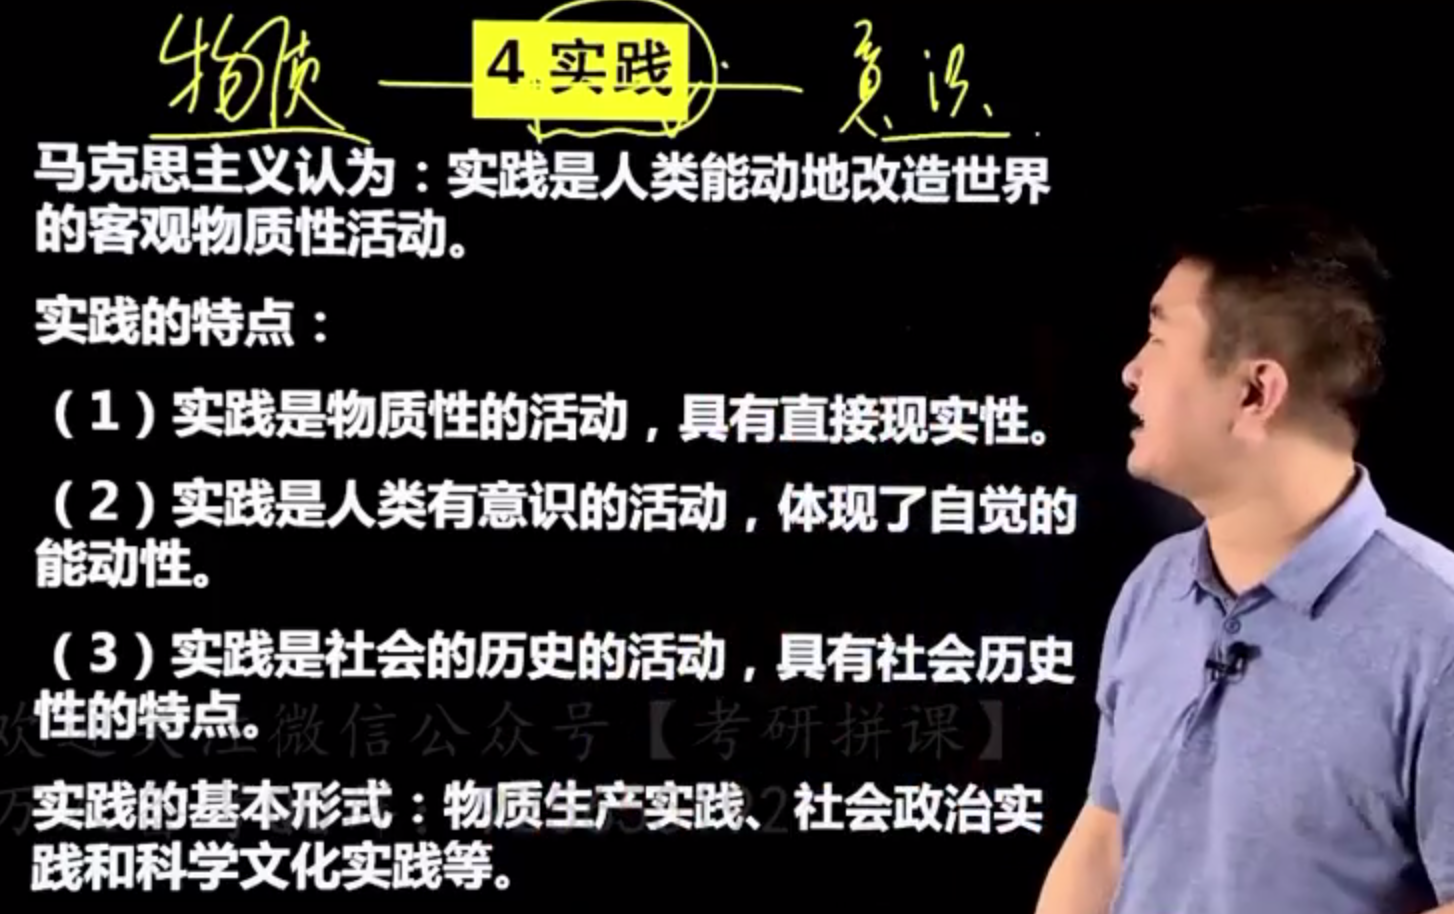 物质 4.实践 意识
马克思主义认为：实践是人类能动地改造世界
的客观物质性活动。
实践的特点：
（1）实践是物质性的活动，具有直接现实性。
（2）实践是人类有意识的活动，体现了自觉的
能动性。
（3）实践是社会的历史的活动，具有社会历史
性的特点。
欢迎关注微信公众号【考研拼课】
实践的基本形式：物质生产实践、社会政治实
践和科学文化实践等。